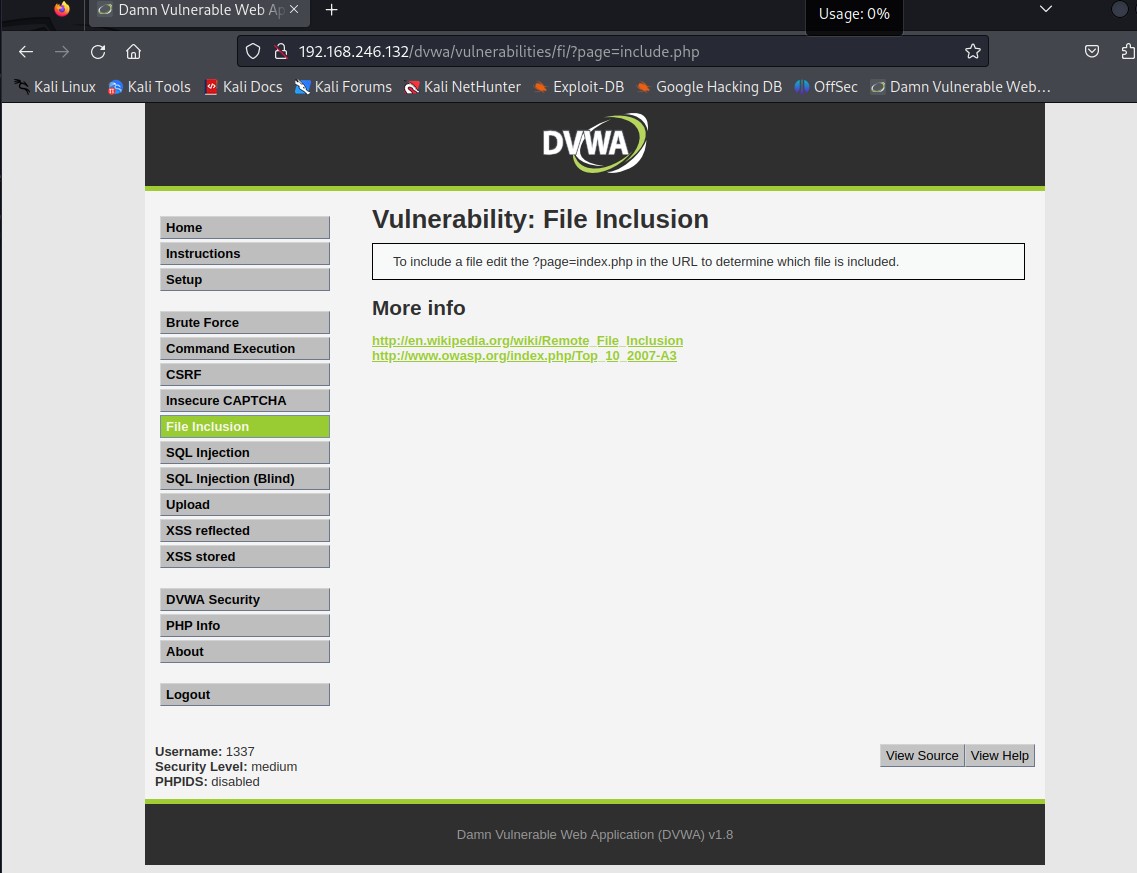 Damn Vulnerable Web Ap
Usage: 0%
192.168.246.132/dvwa/vulnerabilities/fi/?page=include.php
Kali Linux Kali Tools Kali Docs Kali Forums Kali NetHunter Exploit-DB Google Hacking DB OffSec Damn Vulnerable Web...
DVWA
Home
Instructions
Setup
Brute Force
Command Execution
CSRF
Insecure CAPTCHA
File Inclusion
SQL Injection
SQL Injection (Blind)
Upload
XSS reflected
XSS stored
DVWA Security
PHP Info
About
Logout
Vulnerability: File Inclusion
To include a file edit the ?page=index.php in the URL to determine which file is included.
More info
http://en.wikipedia.org/wiki/Remote_File_Inclusion
http://www.owasp.org/index.php/Top_10_2007-A3
Username: 1337
Security Level: medium
PHPIDS: disabled
View Source View Help
Damn Vulnerable Web Application (DVWA) v1.8